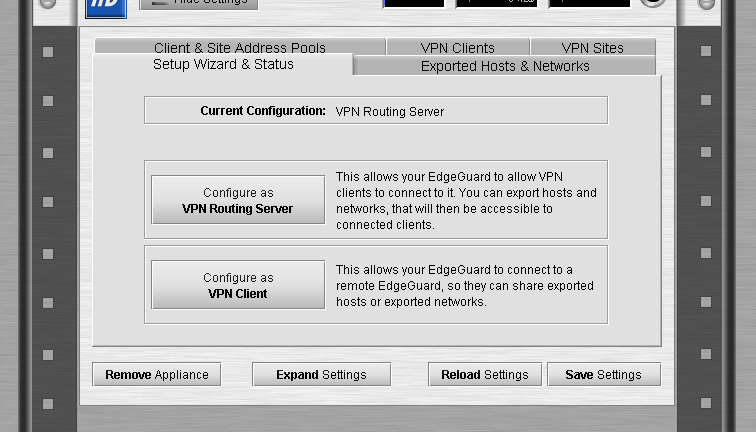 Hide Settings
Client & Site Address Pools VPN Clients VPN Sites
Setup Wizard & Status Exported Hosts & Networks
Current Configuration: VPN Routing Server
Configure as
VPN Routing Server
This allows your EdgeGuard to allow VPN
clients to connect to it. You can export hosts and
networks, that will then be accessible to
connected clients.
Configure as
VPN Client
This allows your EdgeGuard to connect to a
remote EdgeGuard, so they can share exported
hosts or exported networks.
Remove Appliance Expand Settings Reload Settings Save Settings